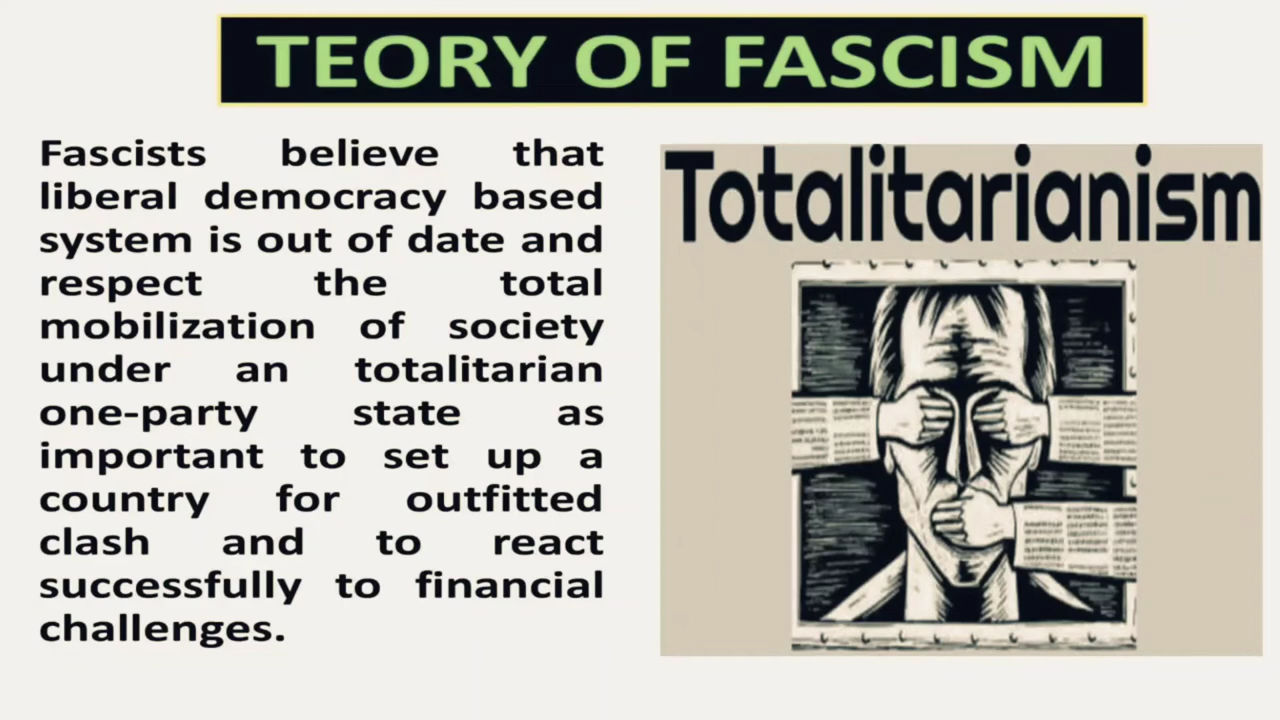 TEORY OF FASCISM
Fascists believe that
liberal democracy based
system is out of date and
respect the total
mobilization of society
under an totalitarian
one-party state as
important to set up a
country for outfitted
clash and to react
successfully to financial
challenges.
Totalitarianism